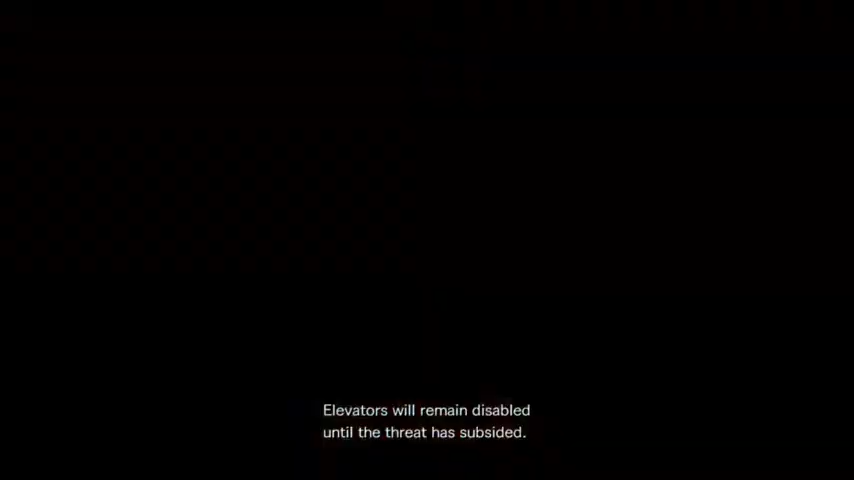 Elevators will remain disabled
until the threat has subsided.